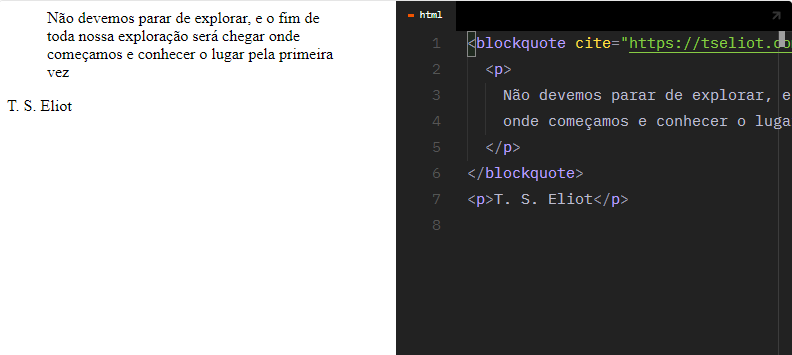 Não devemos parar de explorar, e o fim de
toda nossa exploração será chegar onde
começamos e conhecer o lugar pela primeira
vez
T. S. Eliot
html
1 <blockquote cite="https://tseliot.co
2 <p>
3 Não devemos parar de explorar, e
4 onde começamos e conhecer o luga
5 </p>
6 </blockquote>
7 <p>T. S. Eliot</p>
8